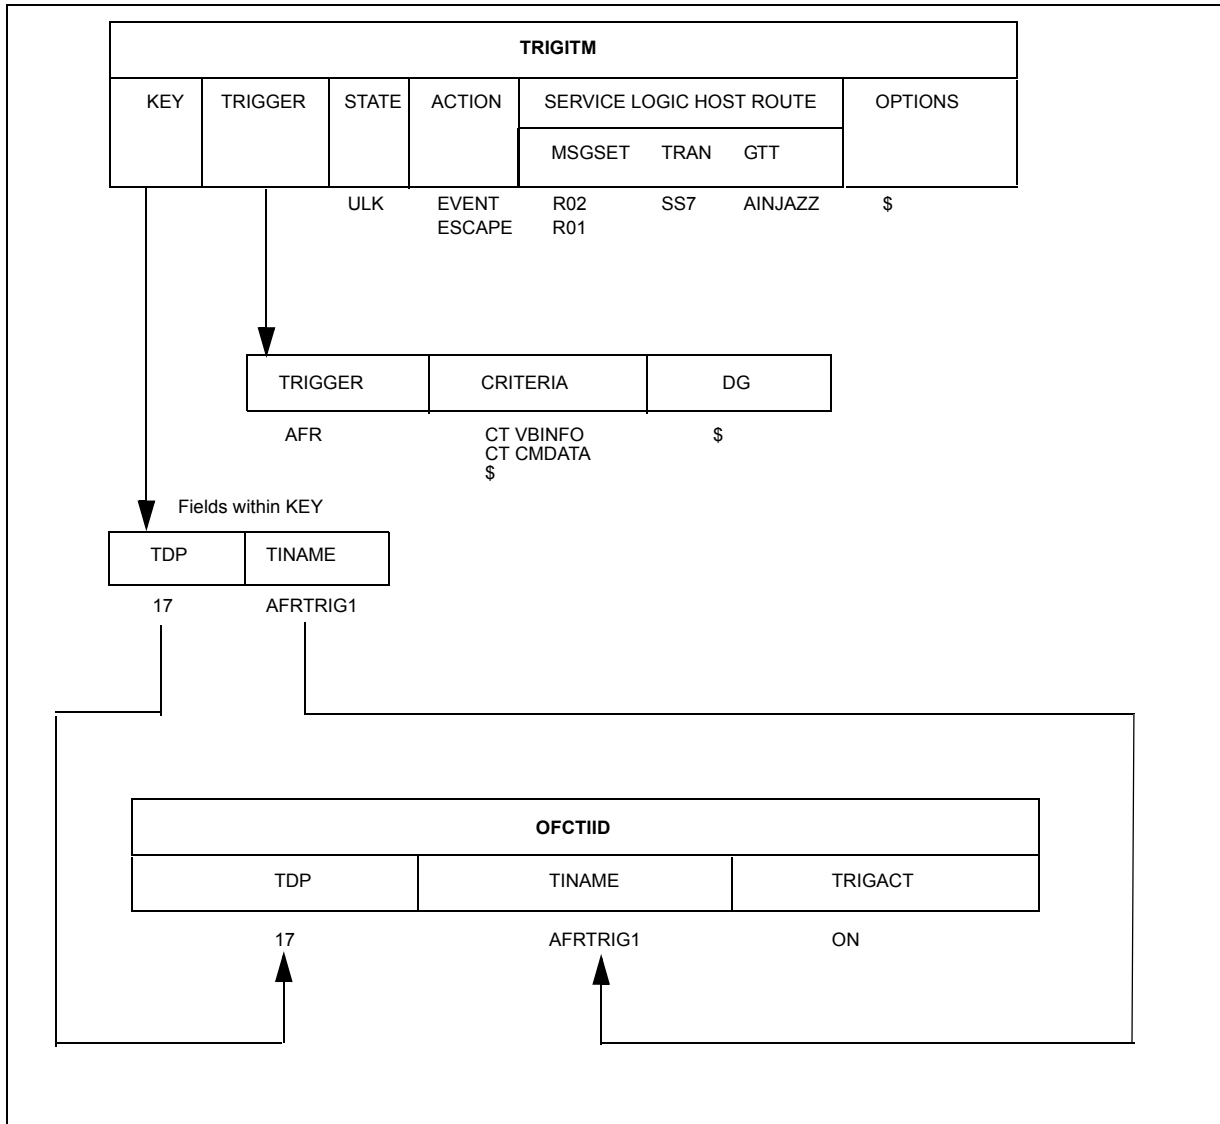 TRIGITM
KEY TRIGGER STATE ACTION SERVICE LOGIC HOST ROUTE OPTIONS
MSGSET TRAN GTT
ULK EVENT R02 SS7 AINJAZZ $
ESCAPE R01
TRIGGER CRITERIA DG
AFR CT VBINFO $
CT CMDATA
$
Fields within KEY
TDP TINAME
17 AFRTRIG1
OFCTIID
TDP TINAME TRIGACT
17 AFRTRIG1 ON